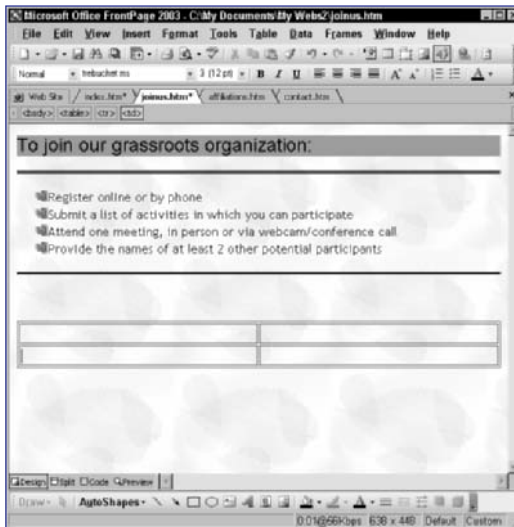 Microsoft Office FrontPage 2003 - C:\My Documents\My Webs2\joinus.htm
File Edit View Insert Format Tools Table Data Frames Window Help
Normal trebuchet ms 3 (12 pt) B I U A A A
Web Site index.htm* joinus.htm* affiliations.htm contact.htm
<body> <table> <tr> <td>
To join our grassroots organization:
Register online or by phone
Submit a list of activities in which you can participate
Attend one meeting, in person or via webcam/conference call
Provide the names of at least 2 other potential participants
Design Split Code Preview
Draw AutoShapes A
0:01@56Kbps 638 x 448 Default Custom